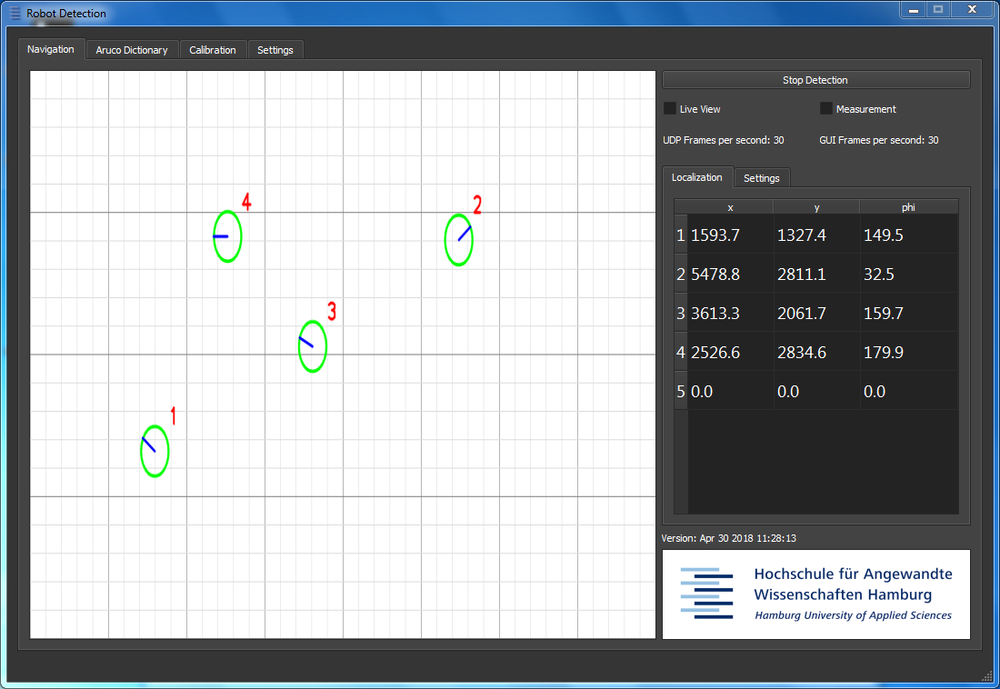 Robot Detection
Navigation
Aruco Dictionary
Calibration
Settings
Stop Detection
Live View
Measurement
UDP Frames per second: 30
GUI Frames per second: 30
Localization
Settings
x y phi
1 1593.7 1327.4 149.5
2 5478.8 2811.1 32.5
3 3613.3 2061.7 159.7
4 2526.6 2834.6 179.9
5 0.0 0.0 0.0
4
2
3
1
Version: Apr 30 2018 11:28:13
Hochschule für Angewandte
Wissenschaften Hamburg
Hamburg University of Applied Sciences